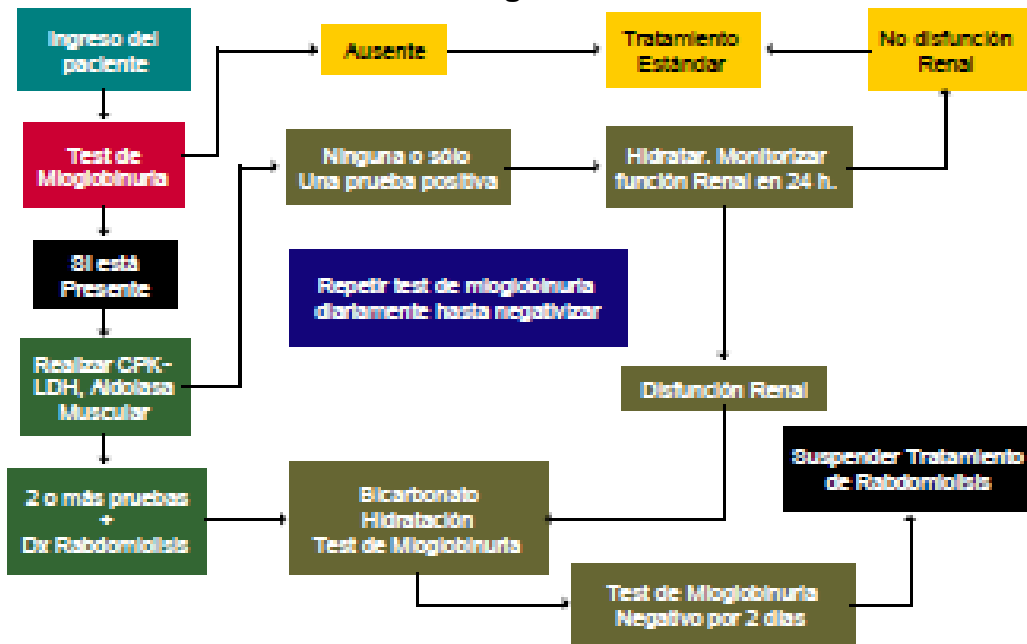 Ingreso del
paciente
Ausente
Tratamiento
Estándar
No disfunción
Renal
Test de
Mioglobinuria
Ninguna o sólo
Una prueba positiva
Hidratar. Monitorizar
función Renal en 24 h.
Si está
Presente
Repetir test de mioglobinuria
diariamente hasta negativizar
Realizar CPK-
LDH, Aldolasa
Muscular
Disfunción Renal
Suspender Tratamiento
de Rabdomiolisis
2 o más pruebas
+
Dx Rabdomiolisis
Bicarbonato
Hidratación
Test de Mioglobinuria
Test de Mioglobinuria
Negativo por 2 días